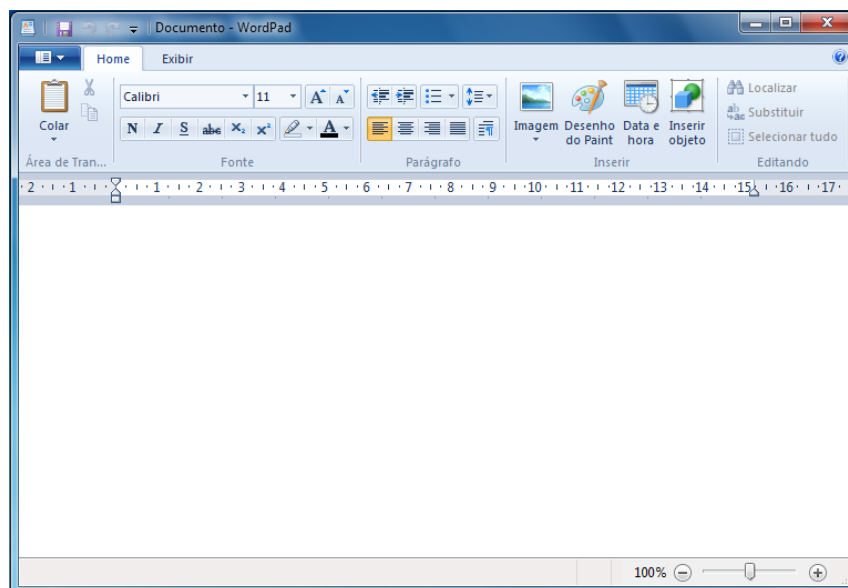 Documento - WordPad
Home Exibir
Calibri 11 Localizar
Substituir
Colar N I S abc X₂ X² A Imagem Desenho do Paint Data e hora Inserir objeto Selecionar tudo
Área de Tran... Fonte Parágrafo Inserir Editando
2 1 1 2 3 4 5 6 7 8 9 10 11 12 13 14 15 16 17
100%